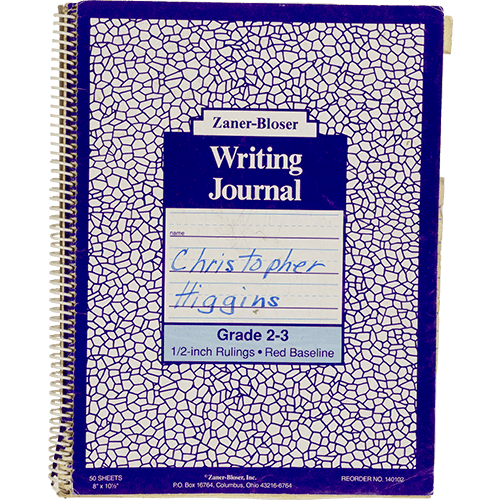 Zaner-Bloser
Writing
Journal
name
Christopher
Higgins
Grade 2-3
1/2-inch Rulings • Red Baseline
50 SHEETS
8" x 10½"
©Zaner-Bloser, Inc.
P.O. Box 16764, Columbus, Ohio 43216-6764
REORDER NO. 140102